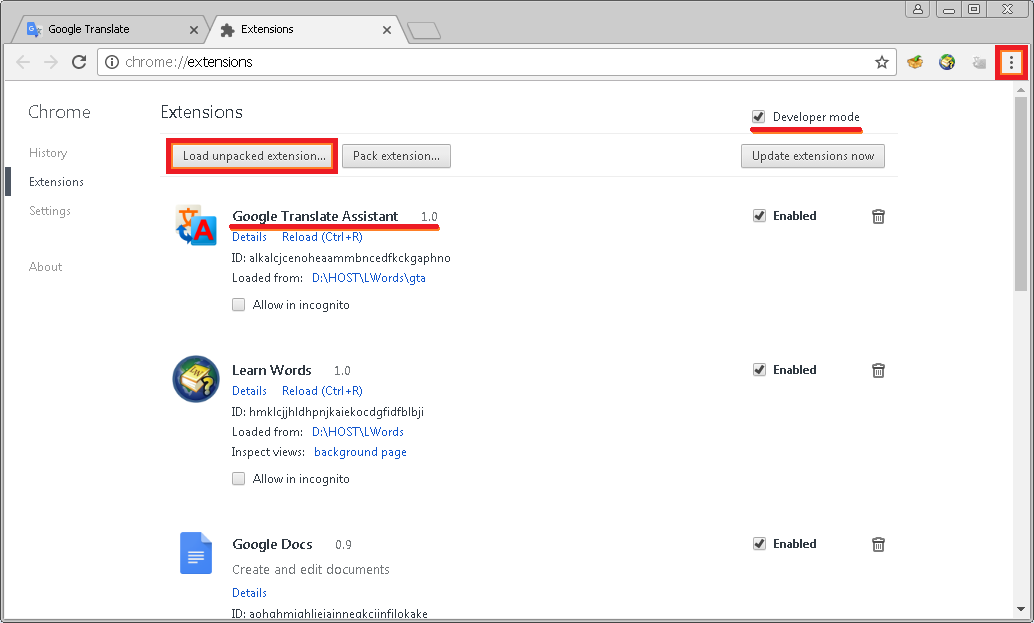 Google Translate
Extensions
chrome://extensions
Chrome
History
Extensions
Settings
About
Extensions
Developer mode
Load unpacked extension...
Pack extension...
Update extensions now
Google Translate Assistant 1.0
Enabled
Details Reload (Ctrl+R)
ID: alkalcjcenoheaammbncedfkckgaphno
Loaded from: D:\HOST\LWords\gta
Allow in incognito
Learn Words 1.0
Enabled
Details Reload (Ctrl+R)
ID: hmklcjjhldhpnjkaiekocdgfidfblbji
Loaded from: D:\HOST\LWords
Inspect views: background page
Allow in incognito
Google Docs 0.9
Enabled
Create and edit documents
Details
ID: aohghmighlieiainnegkcijnfilokake